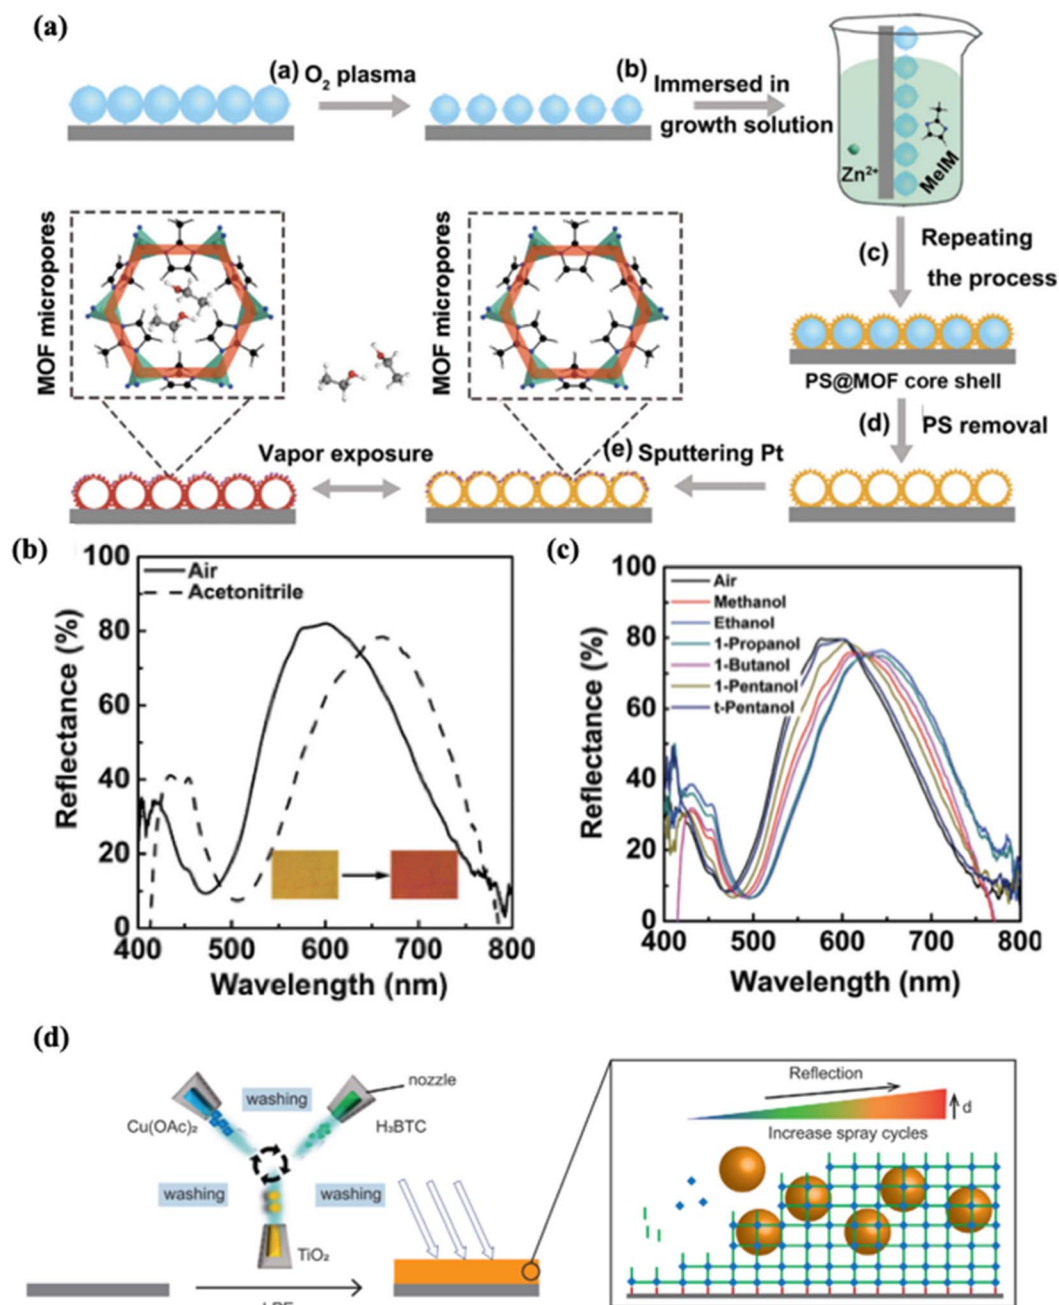 (a)
(a) O₂ plasma
(b) Immersed in
growth solution
Zn²⁺
MeIM
(c) Repeating
the process
PS@MOF core shell
(d) PS removal
MOF micropores
MOF micropores
Vapor exposure
(e) Sputtering Pt
(b)
100
80
60
40
20
0
Reflectance (%)
Air
Acetonitrile
400 500 600 700 800
Wavelength (nm)
(c)
100
80
60
40
20
0
Reflectance (%)
Air
Methanol
Ethanol
1-Propanol
1-Butanol
1-Pentanol
t-Pentanol
400 500 600 700 800
Wavelength (nm)
(d)
washing
nozzle
Cu(OAc)₂
H₃BTC
washing
washing
TiO₂
Reflection
d
Increase spray cycles